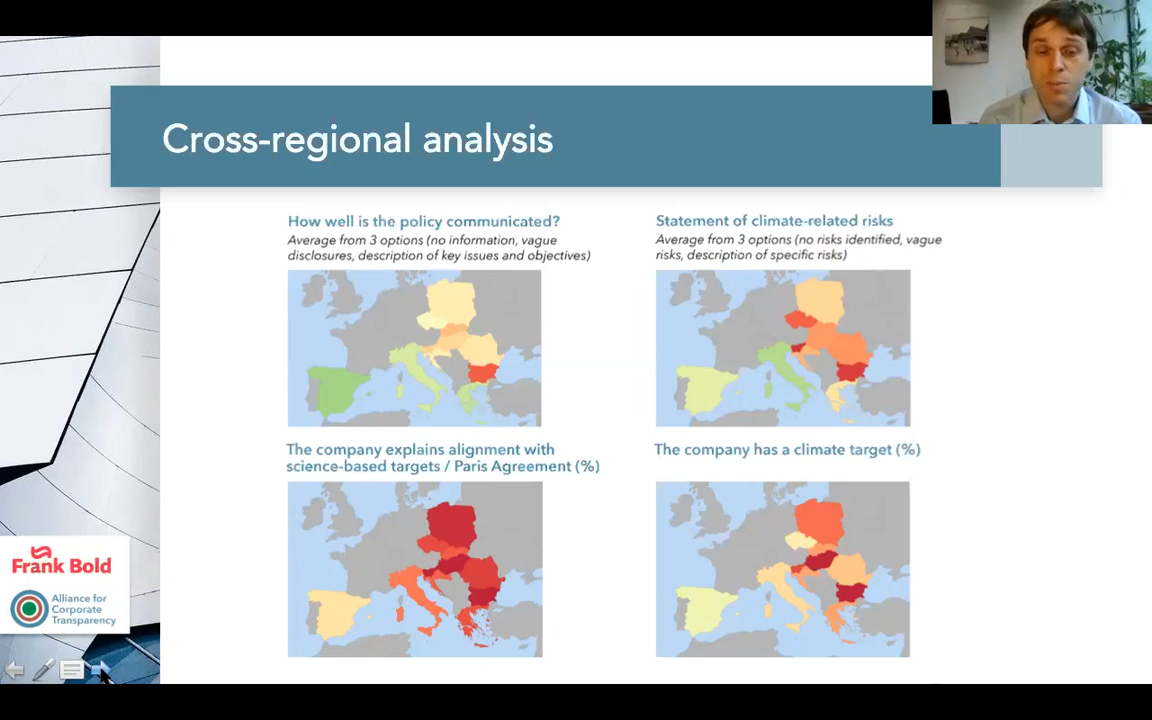 Cross-regional analysis
How well is the policy communicated?
Average from 3 options (no information, vague
disclosures, description of key issues and objectives)
Statement of climate-related risks
Average from 3 options (no risks identified, vague
risks, description of specific risks)
The company explains alignment with
science-based targets / Paris Agreement (%)
The company has a climate target (%)
Frank Bold
Alliance for
Corporate
Transparency